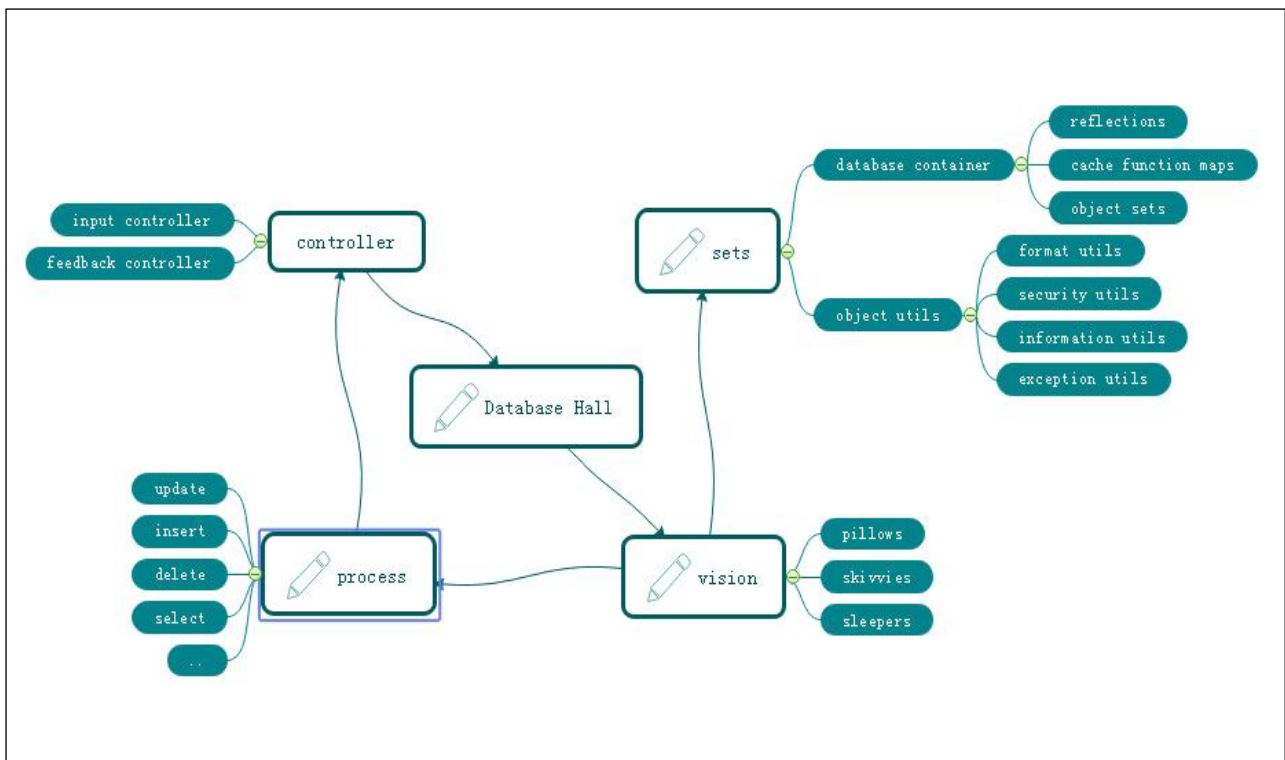 input controller
feedback controller
controller
Database Hall
sets
database container
reflections
cache function maps
object sets
object utils
format utils
security utils
information utils
exception utils
update
insert
delete
select
..
process
vision
pillows
skivvies
sleepers